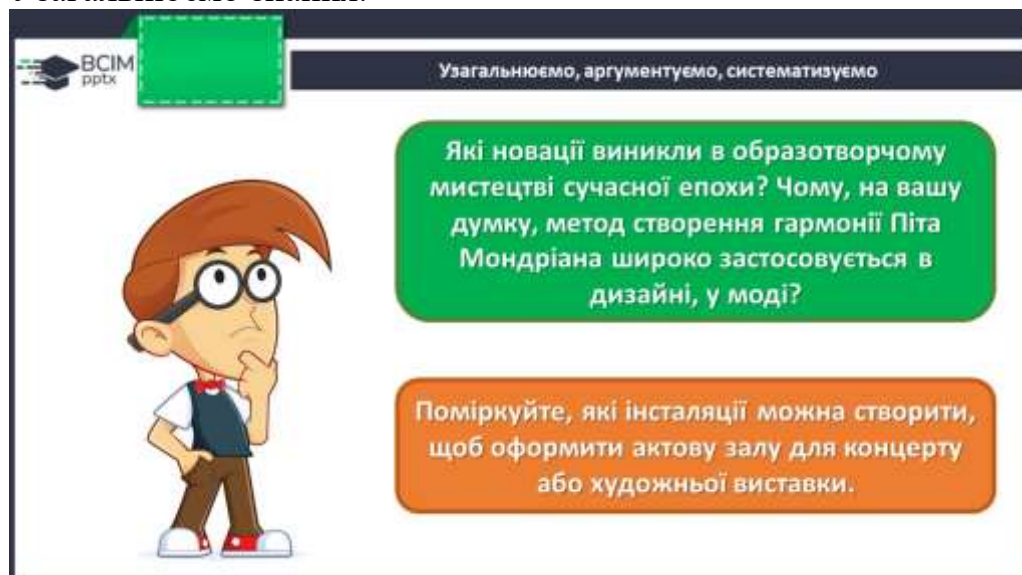 ВСІМ
pptx
Узагальнюємо, аргументуємо, систематизуємо
Які новації виникли в образотворчому
мистецтві сучасної епохи? Чому, на вашу
думку, метод створення гармонії Піта
Мондріана широко застосовується в
дизайні, у моді?
Поміркуйте, які інсталяції можна створити,
щоб оформити актову залу для концерту
або художньої виставки.